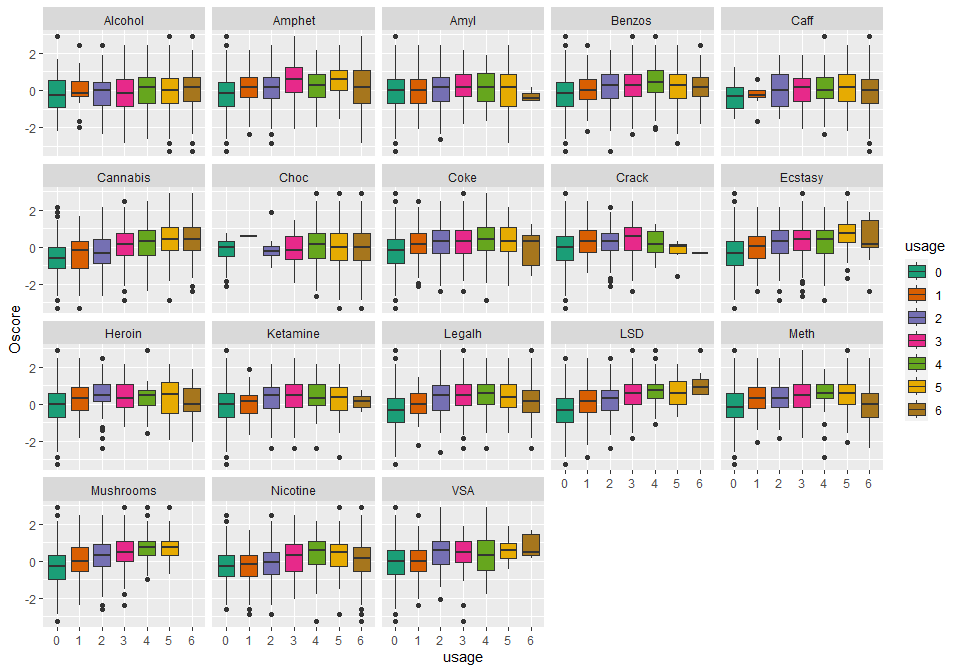 Alcohol Amphet Amyl Benzos Caff
2
0
-2
Cannabis Choc Coke Crack Ecstasy
2
0
-2
Heroin Ketamine Legalh LSD Meth
2
0
-2
0 1 2 3 4 5 6 0 1 2 3 4 5 6
Mushrooms Nicotine VSA
2
0
-2
0 1 2 3 4 5 6 0 1 2 3 4 5 6 0 1 2 3 4 5 6
usage
Oscore
usage
0
1
2
3
4
5
6